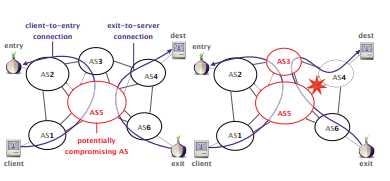 client-to-entry
connection
exit-to-server
connection
entry
dest
AS3
AS2
AS4
AS5
AS1
AS6
potentially
compromising AS
client
exit
entry
dest
AS3
AS2
AS4
AS5
AS1
AS6
client
exit